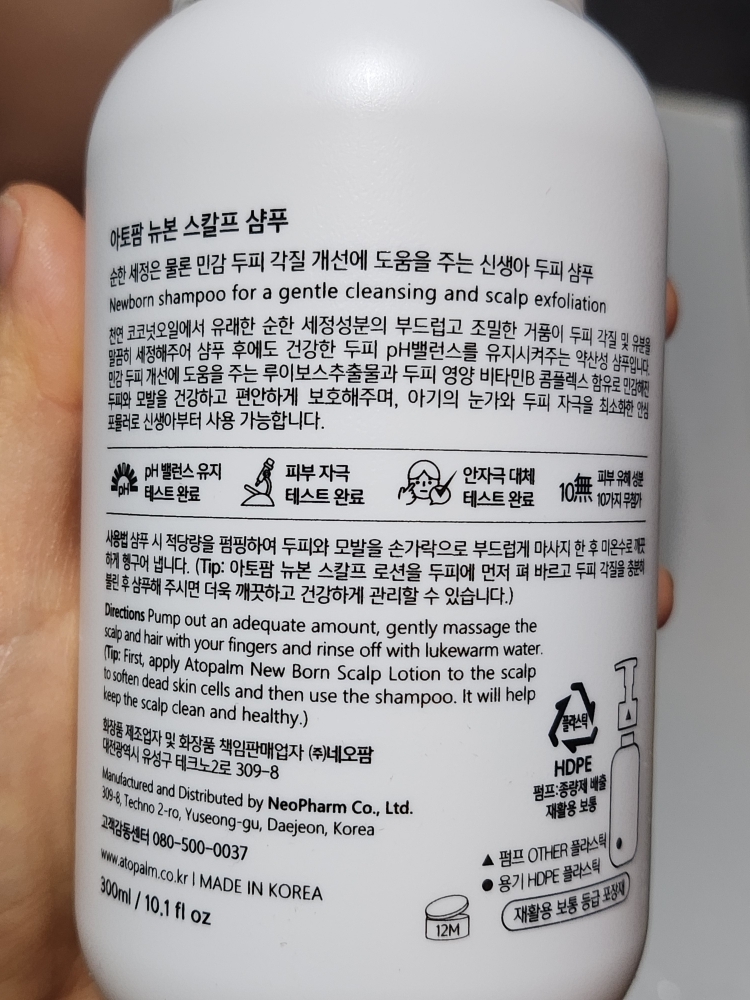 아토팜 뉴본 스칼프 샴푸
순한 세정은 물론 민감 두피 각질 개선에 도움을 주는 신생아 두피 샴푸
Newborn shampoo for a gentle cleansing and scalp exfoliation
천연 코코넛오일에서 유래한 순한 세정성분의 부드럽고 조밀한 거품이 두피 각질 및 유분을
말끔히 세정해주어 샴푸 후에도 건강한 두피 pH밸런스를 유지시켜주는 약산성 샴푸입니다.
민감 두피 개선에 도움을 주는 루이보스추출물과 두피 영양 비타민B 콤플렉스 함유로 민감해진
두피와 모발을 건강하고 편안하게 보호해주며, 아기의 눈가와 두피 자극을 최소화한 안심
포뮬러로 신생아부터 사용 가능합니다.
pH
pH 밸런스 유지
테스트 완료
피부 자극
테스트 완료
안자극 대체
테스트 완료
10無
피부 유해 성분
10가지 무첨가
사용법 샴푸 시 적당량을 펌핑하여 두피와 모발을 손가락으로 부드럽게 마사지 한 후 미온수로 깨끗
하게 헹구어 냅니다. (Tip: 아토팜 뉴본 스칼프 로션을 두피에 먼저 펴 바르고 두피 각질을 충분히
불린 후 샴푸해 주시면 더욱 깨끗하고 건강하게 관리할 수 있습니다.)
Directions Pump out an adequate amount, gently massage the
scalp and hair with your fingers and rinse off with lukewarm water.
(Tip: First, apply Atopalm New Born Scalp Lotion to the scalp
to soften dead skin cells and then use the shampoo. It will help
keep the scalp clean and healthy.)
화장품 제조업자 및 화장품 책임판매업자 (주)네오팜
대전광역시 유성구 테크노2로 309-8
Manufactured and Distributed by NeoPharm Co., Ltd.
309-8, Techno 2-ro, Yuseong-gu, Daejeon, Korea
고객감동센터 080-500-0037
www.atopalm.co.kr | MADE IN KOREA
300ml / 10.1 fl oz
12M
플라스틱
HDPE
펌프:종량제 배출
재활용 보통
▲ 펌프 OTHER 플라스틱
● 용기 HDPE 플라스틱
재활용 보통 등급 포장재